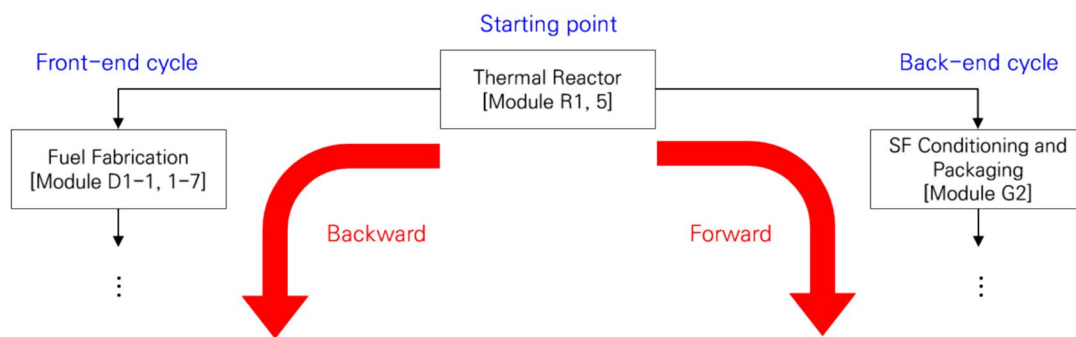 Starting point
Front-end cycle
Back-end cycle
Thermal Reactor
[Module R1, 5]
Fuel Fabrication
[Module D1-1, 1-7]
SF Conditioning and
Packaging
[Module G2]
Backward
Forward
⋮
⋮